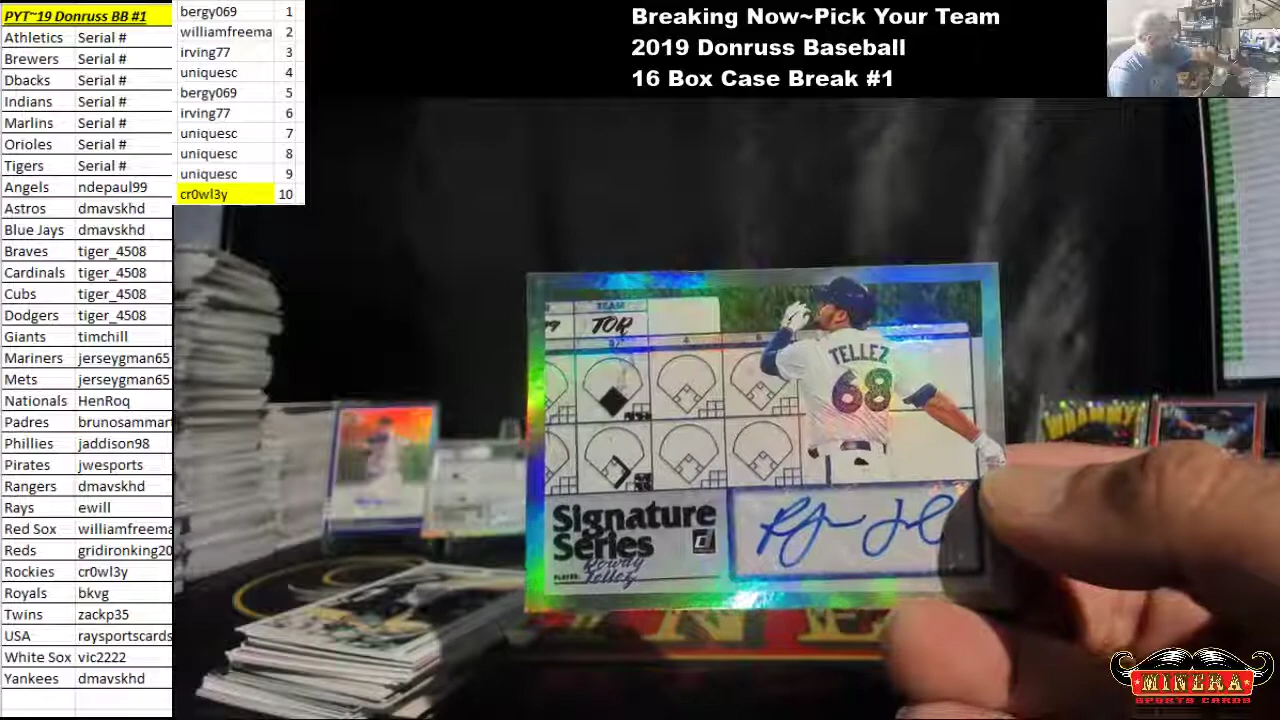 PYT~19 Donruss BB #1
Athletics Serial #
Brewers Serial #
Dbacks Serial #
Indians Serial #
Marlins Serial #
Orioles Serial #
Tigers Serial #
Angels ndepaul99
Astros dmavskhd
Blue Jays dmavskhd
Braves tiger_4508
Cardinals tiger_4508
Cubs tiger_4508
Dodgers tiger_4508
Giants timchill
Mariners jerseygman65
Mets jerseygman65
Nationals HenRoq
Padres brunosammar
Phillies jaddison98
Pirates jwesports
Rangers dmavskhd
Rays ewill
Red Sox williamfreema
Reds gridironking20
Rockies cr0wl3y
Royals bkvg
Twins zackp35
USA raysportscards
White Sox vic2222
Yankees dmavskhd
bergy069 1
williamfreema 2
irving77 3
uniquesc 4
bergy069 5
irving77 6
uniquesc 7
uniquesc 8
uniquesc 9
cr0wl3y 10
Breaking Now~Pick Your Team
2019 Donruss Baseball
16 Box Case Break #1
TEAM
TOR
4
TELLEZ
68
Signature
Series
PLAYER: Rowdy
Tellez
WHAMMY
MINERA
SPORTS CARDS